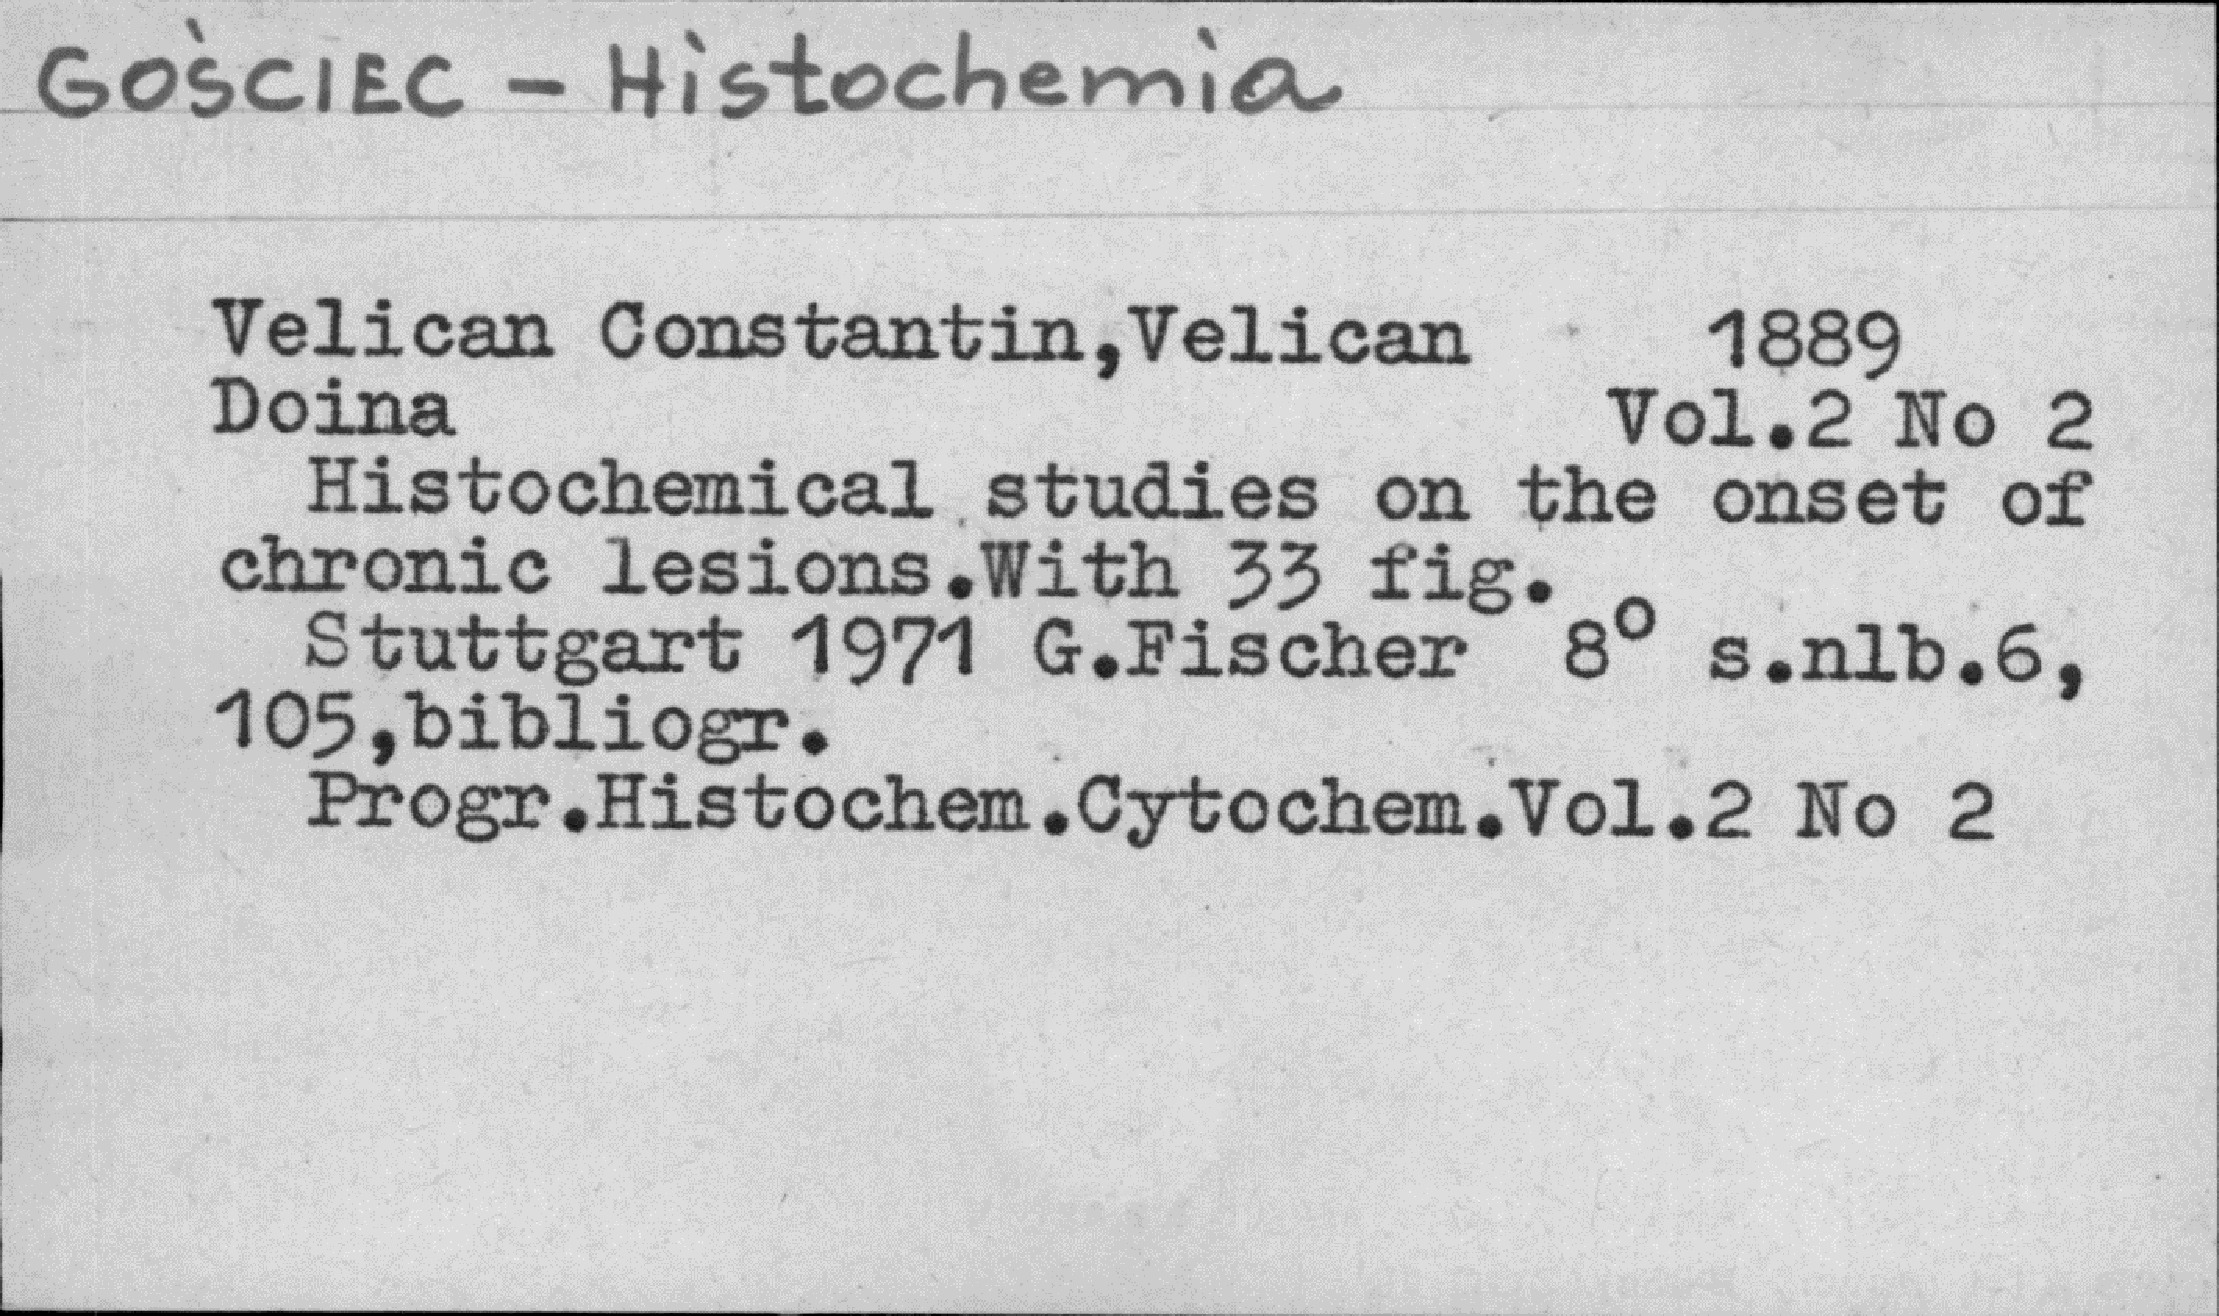 GOŚCIEC - Histochemia
Velican Constantin,Velican 1889
Doina Vol.2 No 2
Histochemical studies on the onset of
chronic lesions.With 33 fig.
Stuttgart 1971 G.Fischer 8° s.nlb.6,
105,bibliogr.
Progr.Histochem.Cytochem.Vol.2 No 2